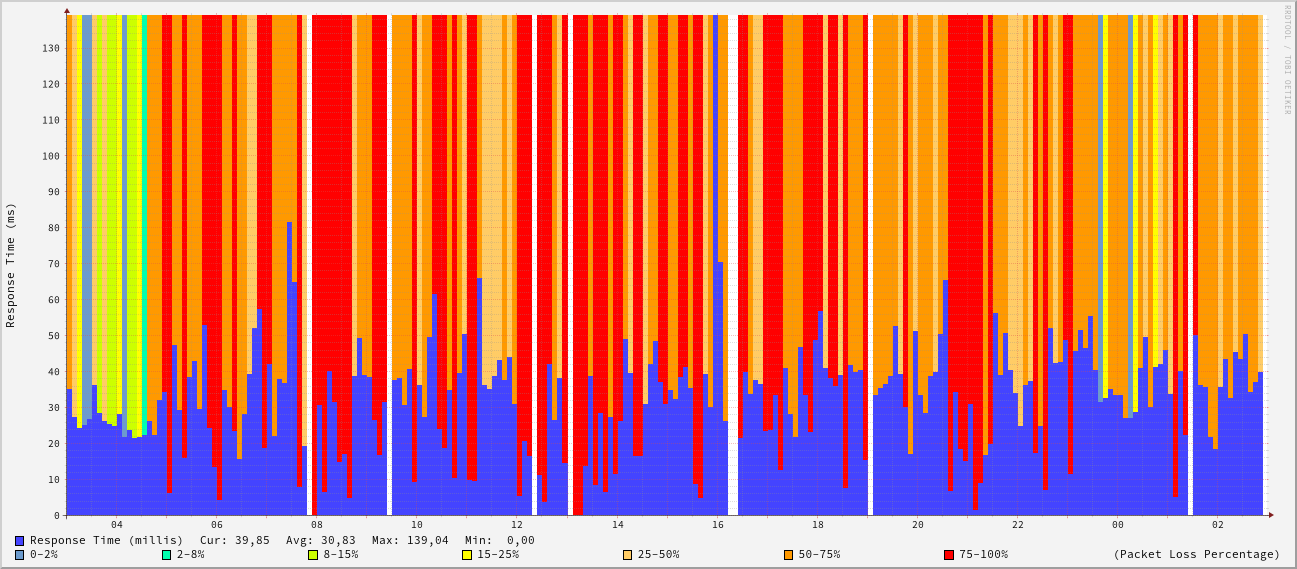 RRDTOOL / TOBI OETIKER
Response Time (ms)
130
120
110
100
90
80
70
60
50
40
30
20
10
0
04 06 08 10 12 14 16 18 20 22 00 02
Response Time (millis) Cur: 39,85 Avg: 30,83 Max: 139,04 Min: 0,00
0-2% 2-8% 8-15% 15-25% 25-50% 50-75% 75-100% (Packet Loss Percentage)